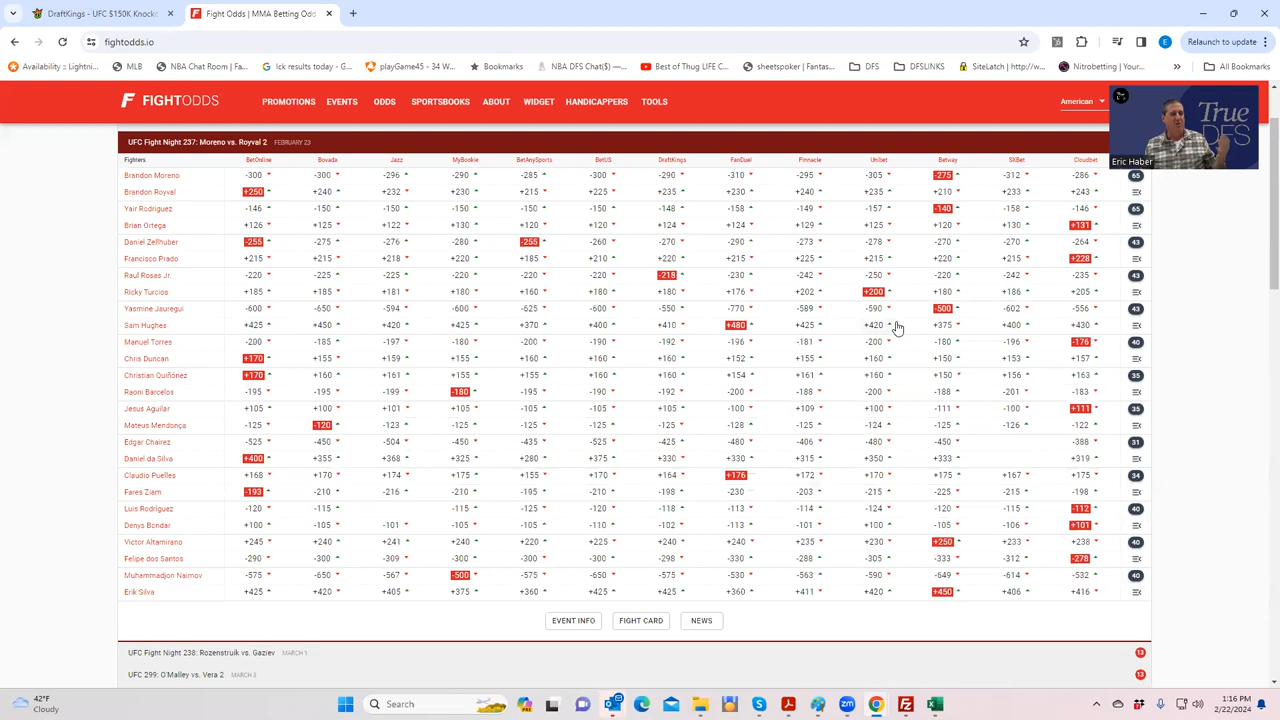 DraftKings - UFC $150K Knocko
Fight Odds | MMA Betting Odd
fightodds.io
Relaunch to update
Availability :: Lightni...
MLB
NBA Chat Room | Fa...
Ick results today - G...
playGame45 - 34 W...
Bookmarks
NBA DFS Chat($) —...
Best of Thug LIFE C...
sheetspoker | Fantas...
DFS
DFSLINKS
SiteLatch | http://w...
Nitrobetting | Your...
All Bookmarks
FIGHTODDS PROMOTIONS EVENTS ODDS SPORTSBOOKS ABOUT WIDGET HANDICAPPERS TOOLS American
True DFS
Eric Haber
UFC Fight Night 237: Moreno vs. Royval 2 FEBRUARY 23
Fighters BetOnline Bovada Jazz MyBookie BetAnySports BetUS DraftKings FanDuel Pinnacle Unibet Betway SXBet Cloudbet
Brandon Moreno -300 -300 -296 -290 -285 -300 -290 -310 -295 -305 -275 -312 -286 65
Brandon Royval +250 +240 +232 +230 +215 +225 +235 +230 +240 +235 +210 +233 +243
Yair Rodriguez -146 -150 -150 -150 -150 -150 -148 -158 -149 -157 -140 -158 -146 65
Brian Ortega +126 +125 +122 +130 +120 +120 +124 +124 +129 +125 +120 +130 +131
Daniel Zellhuber -255 -275 -276 -280 -255 -260 -270 -290 -273 -278 -270 -270 -264 43
Francisco Prado +215 +215 +218 +220 +185 +210 +220 +215 +225 +215 +220 +215 +228
Raul Rosas Jr. -220 -225 -225 -220 -220 -220 -218 -230 -242 -250 -220 -242 -235 43
Ricky Turcios +185 +185 +181 +180 +160 +180 +180 +176 +202 +200 +180 +186 +205
Yasmine Jauregui -600 -650 -594 -600 -625 -600 -550 -770 -589 -590 -500 -602 -556 43
Sam Hughes +425 +450 +420 +425 +370 +400 +410 +480 +425 +420 +375 +400 +430
Manuel Torres -200 -185 -197 -180 -200 -190 -192 -196 -181 -200 -180 -196 -176 40
Chris Duncan +170 +155 +159 +155 +160 +160 +160 +152 +155 +160 +150 +153 +157
Christian Quiñónez +170 +160 +161 +155 +160 +160 +160 +154 +161 +160 +150 +156 +163 35
Raoni Barcelos -195 -190 -199 -180 -195 -190 -192 -200 -188 -200 -188 -201 -183
Jesus Aguilar +105 +100 +101 +105 -105 -105 +105 -100 +109 +100 -111 -100 +111 35
Mateus Mendonça -125 -120 -123 -125 -125 -125 -125 -128 -125 -124 -125 -126 -122
Edgar Chairez -525 -450 -504 -450 -435 -525 -425 -480 -406 -480 -450 -388 31
Daniel da Silva +400 +355 +368 +325 +280 +375 +330 +330 +315 +350 +333 +319
Claudio Puelles +168 +170 +174 +175 +155 +170 +164 +176 +172 +170 +175 +167 +175 34
Fares Ziam -193 -210 -216 -210 -195 -210 -198 -230 -203 -215 -225 -215 -198
Luis Rodríguez -120 -115 -115 -125 -120 -118 -113 -114 -124 -120 -115 -112 40
Denys Bondar +100 -105 -101 -105 -105 -110 -102 -113 -101 +100 -105 -106 +101
Victor Altamirano +245 +240 +241 +240 +220 +225 +240 +240 +235 +230 +250 +233 +238 40
Felipe dos Santos -290 -300 -309 -300 -300 -300 -298 -330 -288 -305 -333 -312 -278
Muhammadjon Naimov -575 -650 -567 -500 -575 -650 -575 -530 -563 -590 -649 -614 -532 40
Erik Silva +425 +420 +405 +375 +360 +425 +425 +360 +411 +420 +450 +406 +416
EVENT INFO FIGHT CARD NEWS
UFC Fight Night 238: Rozenstruik vs. Gaziev MARCH 1 13
UFC 299: O'Malley vs. Vera 2 MARCH 3 13
42°F
Cloudy
Search
1:16 PM
2/22/2024